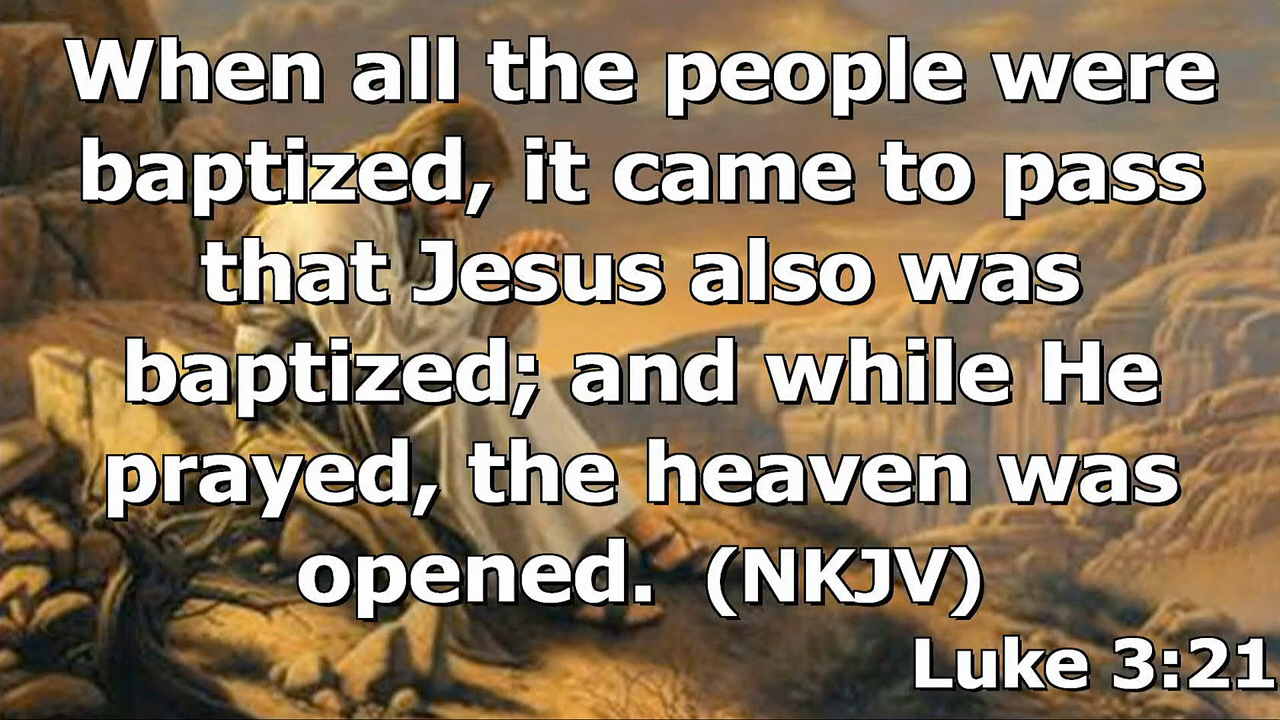 When all the people were
baptized, it came to pass
that Jesus also was
baptized; and while He
prayed, the heaven was
opened. (NKJV)
Luke 3:21